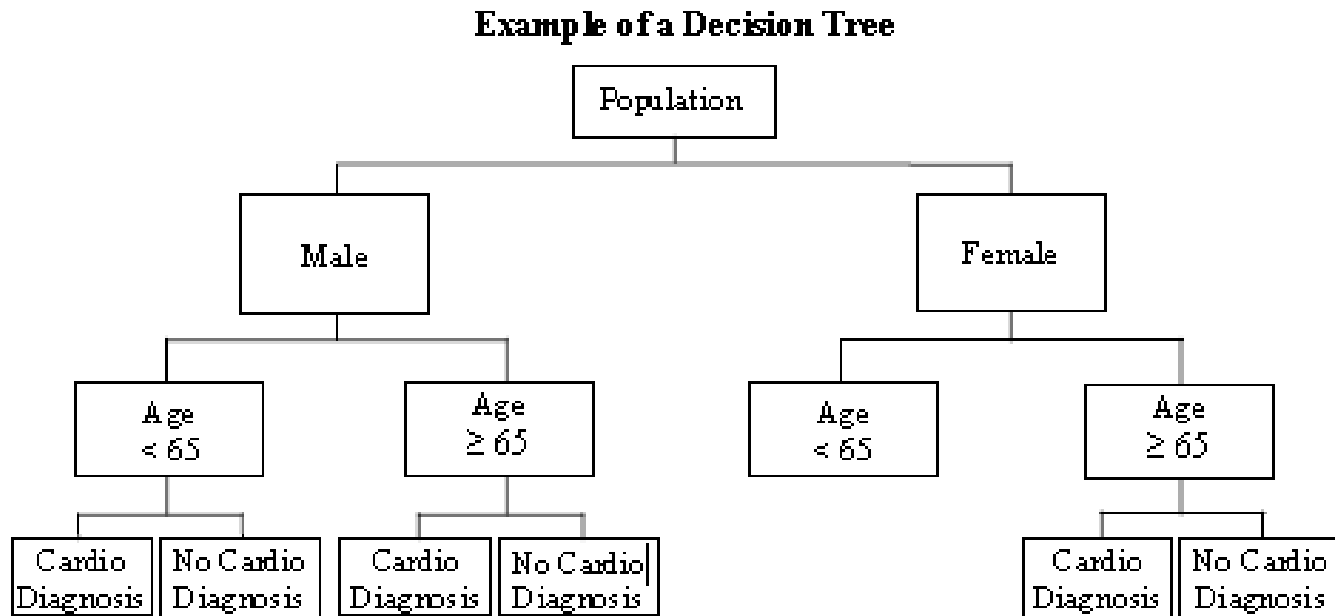 Example of a Decision Tree
Population
Male
Female
Age
< 65
Age
≥ 65
Age
< 65
Age
≥ 65
Cardio
Diagnosis
No Cardio
Diagnosis
Cardio
Diagnosis
No Cardio
Diagnosis
Cardio
Diagnosis
No Cardio
Diagnosis